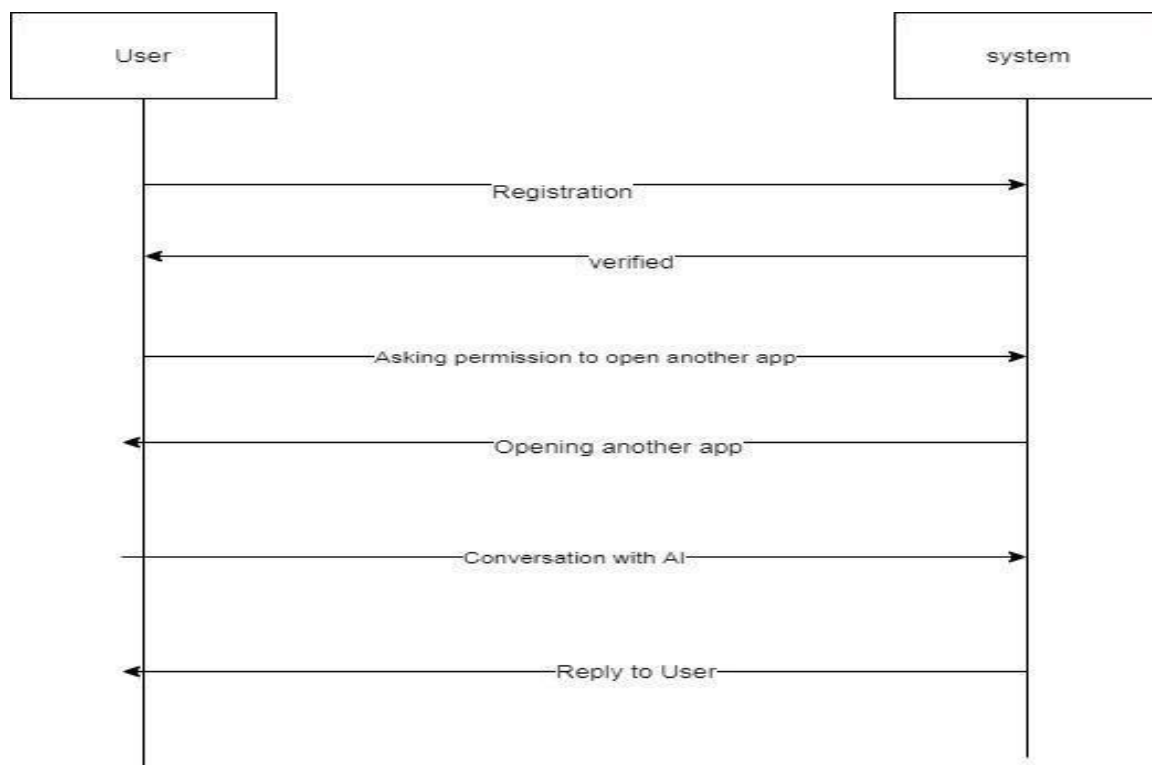 User
system
Registration
verified
Asking permission to open another app
Opening another app
Conversation with AI
Reply to User